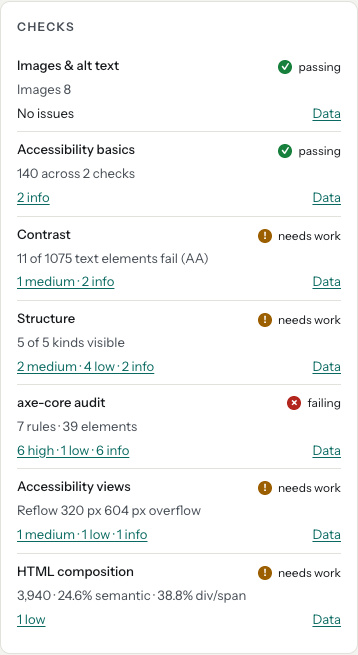 CHECKS
Images & alt text passing
Images 8
No issues Data
Accessibility basics passing
140 across 2 checks
2 info Data
Contrast needs work
11 of 1075 text elements fail (AA)
1 medium · 2 info Data
Structure needs work
5 of 5 kinds visible
2 medium · 4 low · 2 info Data
axe-core audit failing
7 rules · 39 elements
6 high · 1 low · 6 info Data
Accessibility views needs work
Reflow 320 px 604 px overflow
1 medium · 1 low · 1 info Data
HTML composition needs work
3,940 · 24.6% semantic · 38.8% div/span
1 low Data